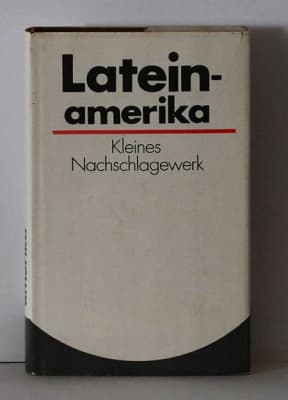 Latein-
amerika
Kleines
Nachschlagewerk